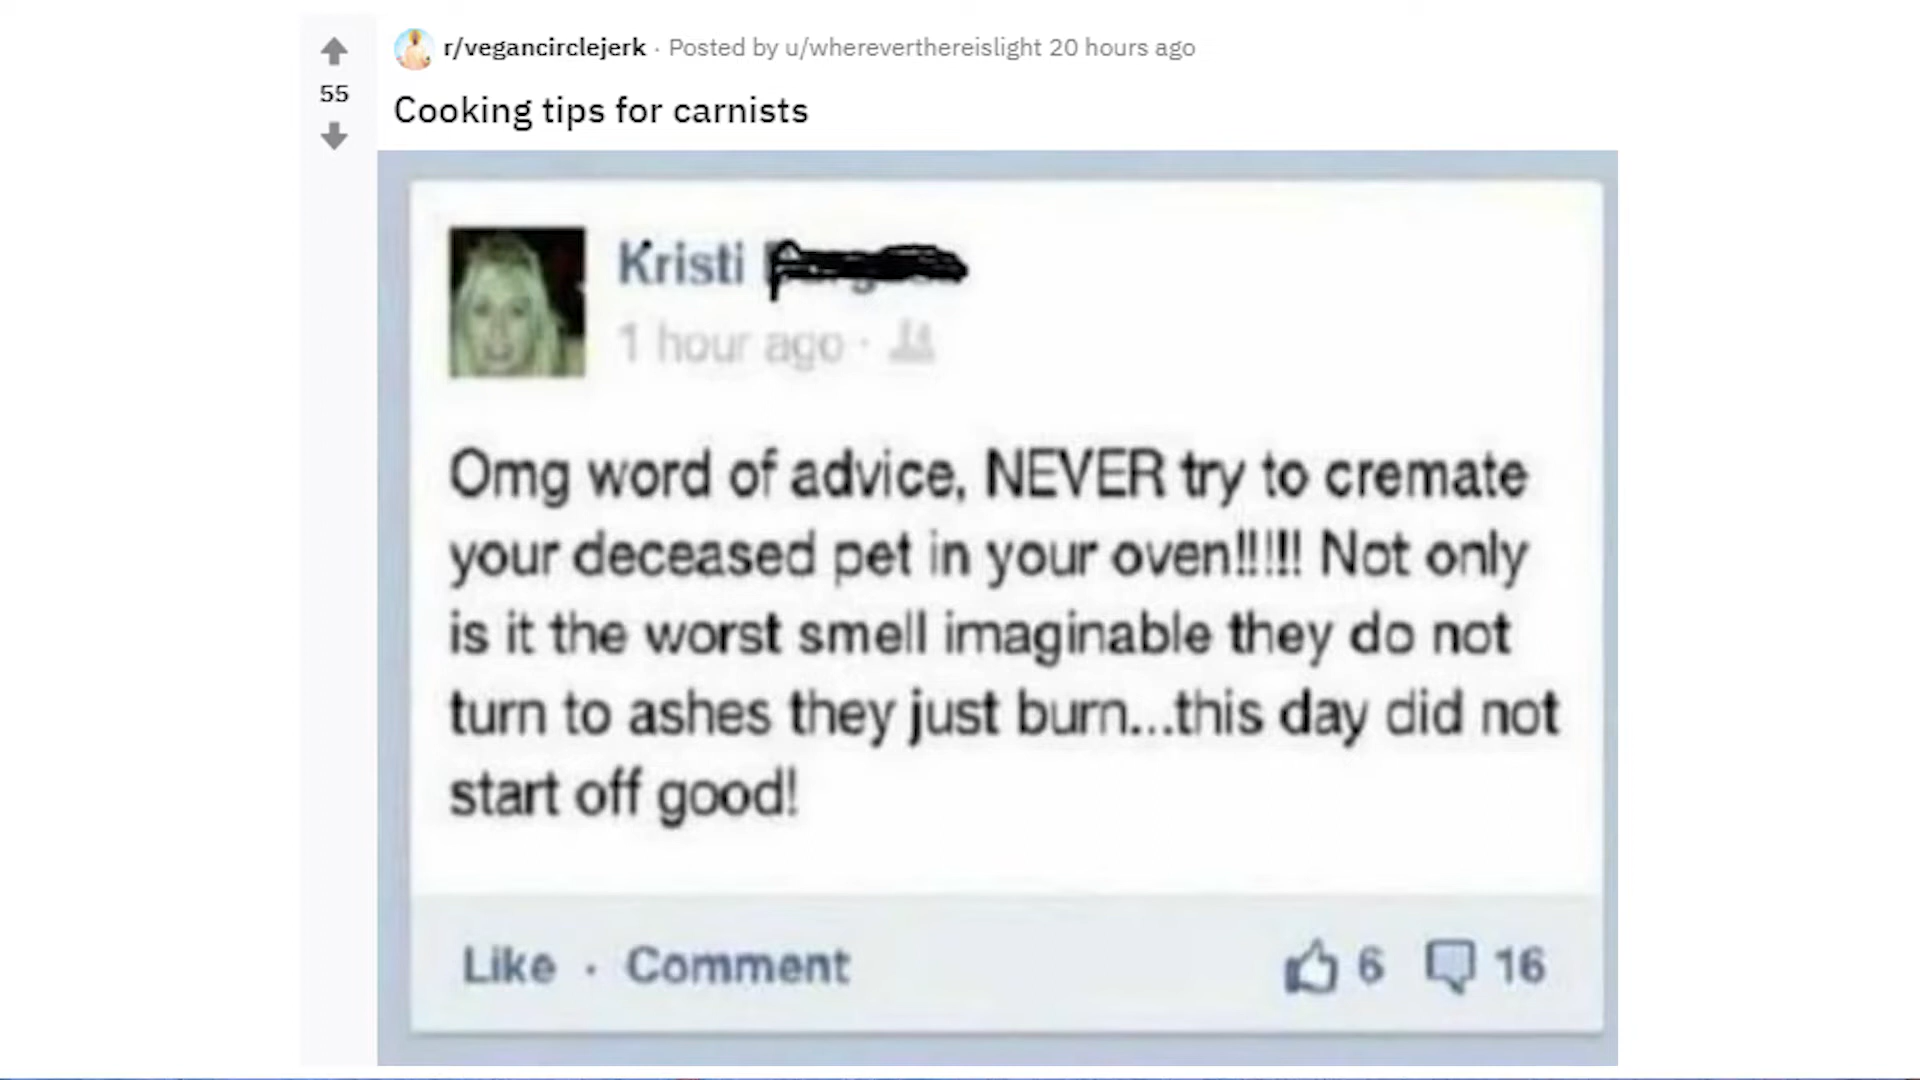 r/vegancirclejerk · Posted by u/whereverthereislight 20 hours ago
55
Cooking tips for carnists
Kristi
1 hour ago ·
Omg word of advice, NEVER try to cremate
your deceased pet in your oven!!!!! Not only
is it the worst smell imaginable they do not
turn to ashes they just burn...this day did not
start off good!
Like · Comment
6 16